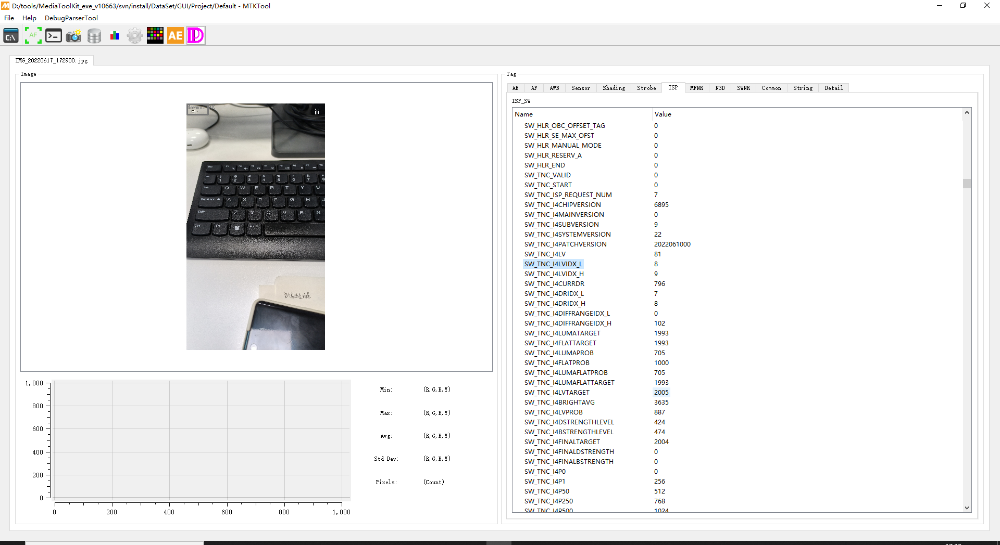 D:/tools/MediaToolKit_exe_v10663/svn/install/DataSet/GUI/Project/Default - MTKTool
File Help DebugParserTool
C:\ AF >_ AE
IMG_20220617_172900.jpg
Image
1,000
800
600
400
200
0
0 200 400 600 800 1,000
Min: (R,G,B,Y)
Max: (R,G,B,Y)
Avg: (R,G,B,Y)
Std Dev: (R,G,B,Y)
Pixels: (Count)
Tag
AE AF AWB Sensor Shading Strobe ISP MFNR N3D SWNR Common String Detail
ISP_SW
Name Value
SW_HLR_OBC_OFFSET_TAG 0
SW_HLR_SE_MAX_OFST 0
SW_HLR_MANUAL_MODE 0
SW_HLR_RESERV_A 0
SW_HLR_END 0
SW_TNC_VALID 0
SW_TNC_START 0
SW_TNC_ISP_REQUEST_NUM 7
SW_TNC_I4CHIPVERSION 6895
SW_TNC_I4MAINVERSION 0
SW_TNC_I4SUBVERSION 9
SW_TNC_I4SYSTEMVERSION 22
SW_TNC_I4PATCHVERSION 2022061000
SW_TNC_I4LV 81
SW_TNC_I4LVIDX_L 8
SW_TNC_I4LVIDX_H 9
SW_TNC_I4CURRDR 796
SW_TNC_I4DRIDX_L 7
SW_TNC_I4DRIDX_H 8
SW_TNC_I4DIFFRANGEIDX_L 0
SW_TNC_I4DIFFRANGEIDX_H 102
SW_TNC_I4LUMATARGET 1993
SW_TNC_I4FLATTARGET 1993
SW_TNC_I4LUMAPROB 705
SW_TNC_I4FLATPROB 1000
SW_TNC_I4LUMAFLATPROB 705
SW_TNC_I4LUMAFLATTARGET 1993
SW_TNC_I4LVTARGET 2005
SW_TNC_I4BRIGHTAVG 3635
SW_TNC_I4LVPROB 887
SW_TNC_I4DSTRENGTHLEVEL 424
SW_TNC_I4BSTRENGTHLEVEL 474
SW_TNC_I4FINALTARGET 2004
SW_TNC_I4FINALDSTRENGTH 0
SW_TNC_I4FINALBSTRENGTH 0
SW_TNC_I4P0 0
SW_TNC_I4P1 256
SW_TNC_I4P50 512
SW_TNC_I4P250 768
SW_TNC_I4P500 1024